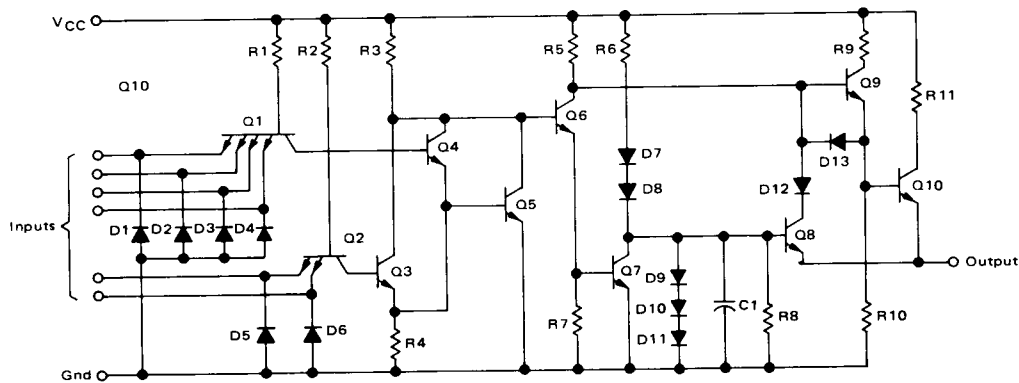 VCC
R1
R2
R3
R5
R6
R9
Q10
Q9
R11
Q1
Q6
Q4
D13
D7
D12
Q10
D8
Q5
Inputs
D1
D2
D3
D4
Q2
Q8
Q3
Q7
D9
Output
D5
D6
R7
D10
C1
R8
R10
R4
D11
Gnd